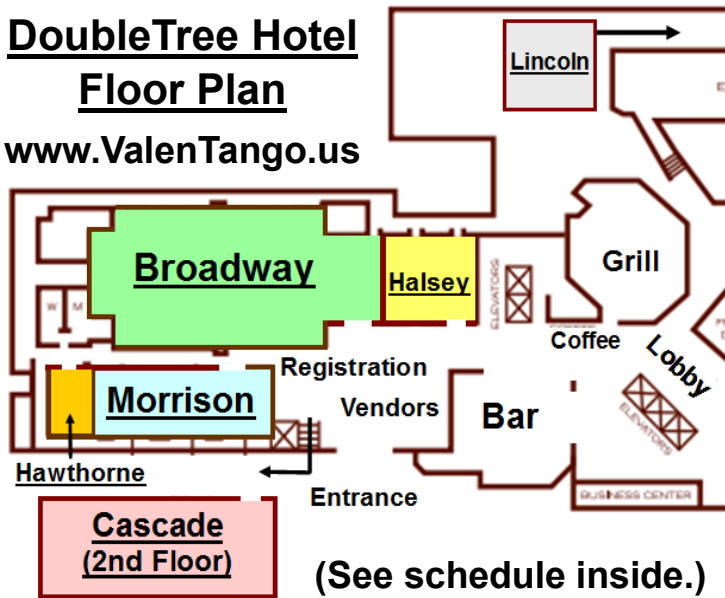 DoubleTree Hotel
Floor Plan
www.ValenTango.us
Lincoln
Broadway
Halsey
ELEVATORS
Grill
Coffee
Lobby
W M
Registration
Morrison
Vendors
Bar
ELEVATORS
Hawthorne
Entrance
BUSINESS CENTER
Cascade
(2nd Floor)
(See schedule inside.)